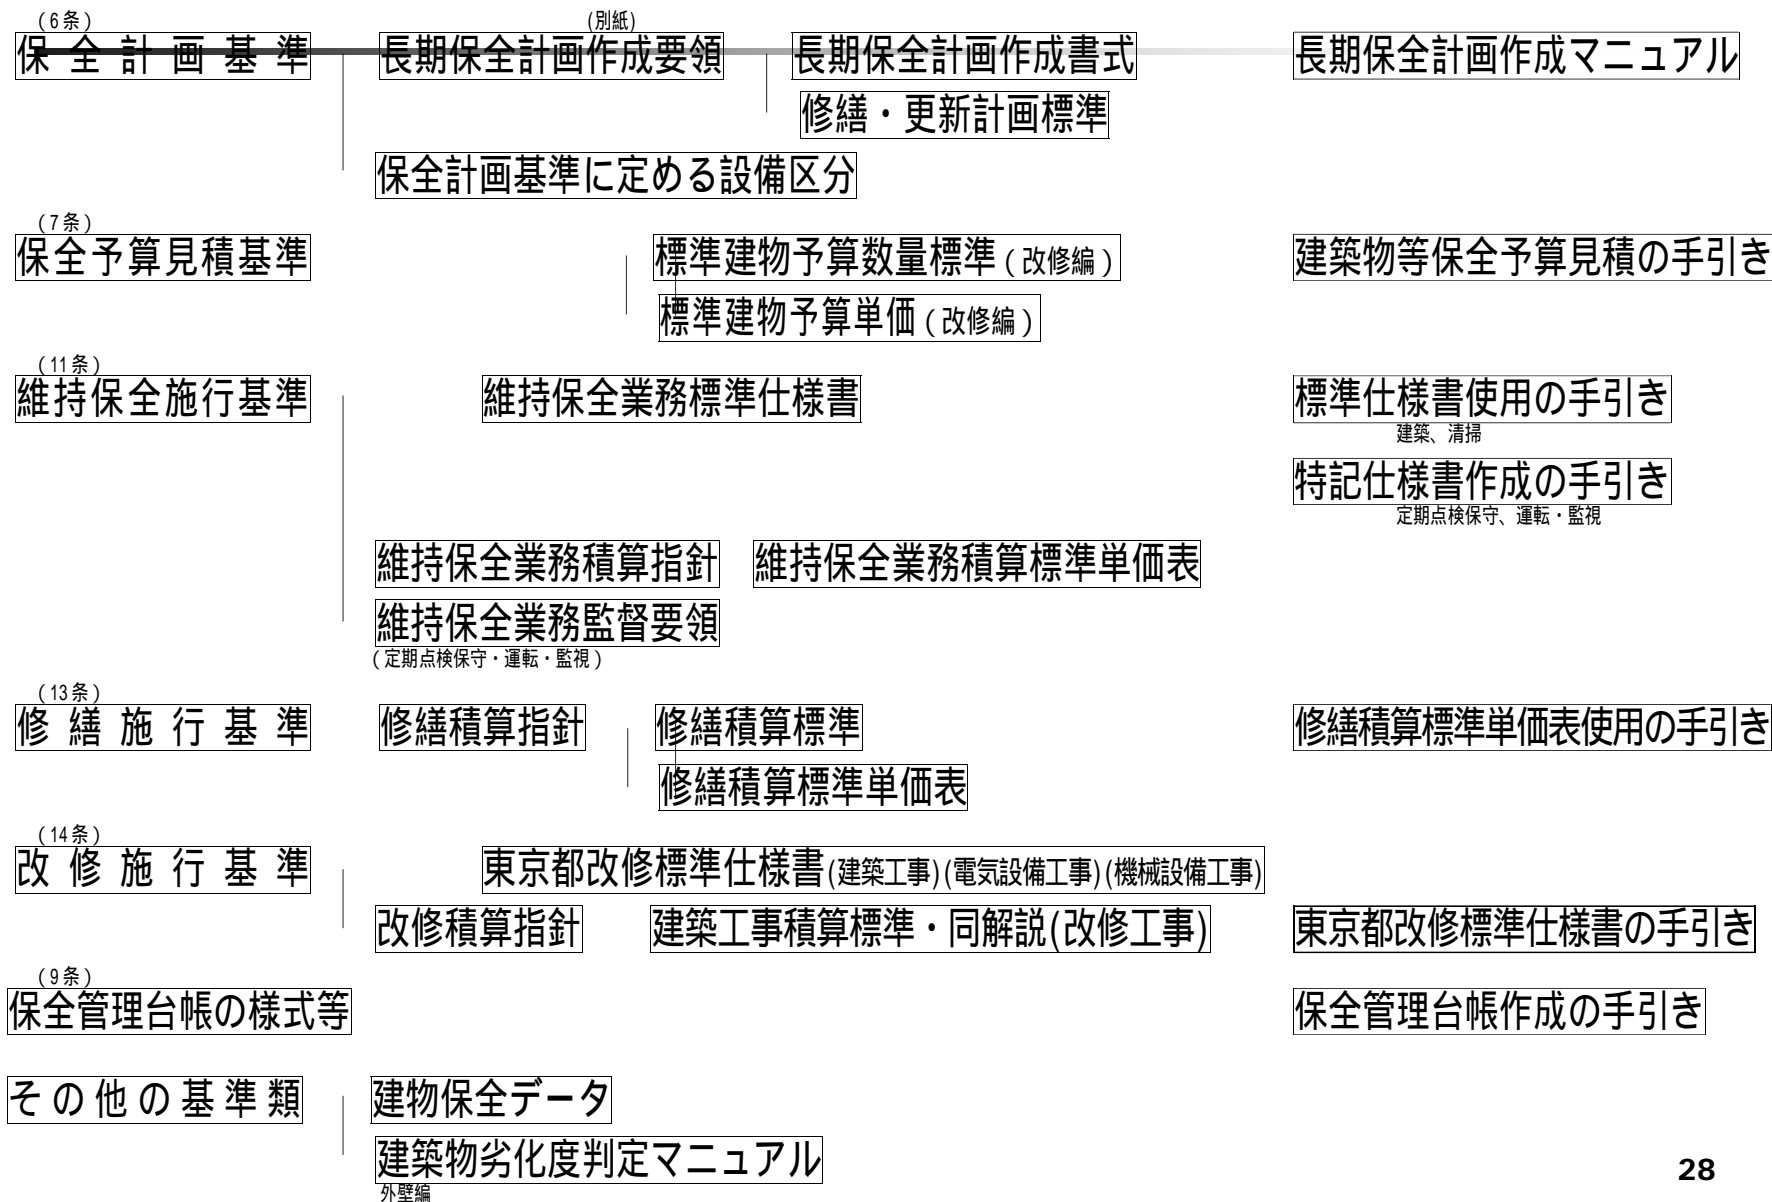 (6条) (別紙)
保全計画基準 長期保全計画作成要領 長期保全計画作成書式 長期保全計画作成マニュアル
修繕・更新計画標準
保全計画基準に定める設備区分
(7条)
保全予算見積基準 標準建物予算数量標準(改修編) 建築物等保全予算見積の手引き
標準建物予算単価(改修編)
(11条)
維持保全施行基準 維持保全業務標準仕様書 標準仕様書使用の手引き
建築、清掃
特記仕様書作成の手引き
定期点検保守、運転・監視
維持保全業務積算指針 維持保全業務積算標準単価表
維持保全業務監督要領
(定期点検保守・運転・監視)
(13条)
修繕施行基準 修繕積算指針 修繕積算標準 修繕積算標準単価表使用の手引き
修繕積算標準単価表
(14条)
改修施行基準 東京都改修標準仕様書(建築工事)(電気設備工事)(機械設備工事)
改修積算指針 建築工事積算標準・同解説(改修工事) 東京都改修標準仕様書の手引き
(9条)
保全管理台帳の様式等 保全管理台帳作成の手引き
その他の基準類 建物保全データ
建築物劣化度判定マニュアル
外壁編
28